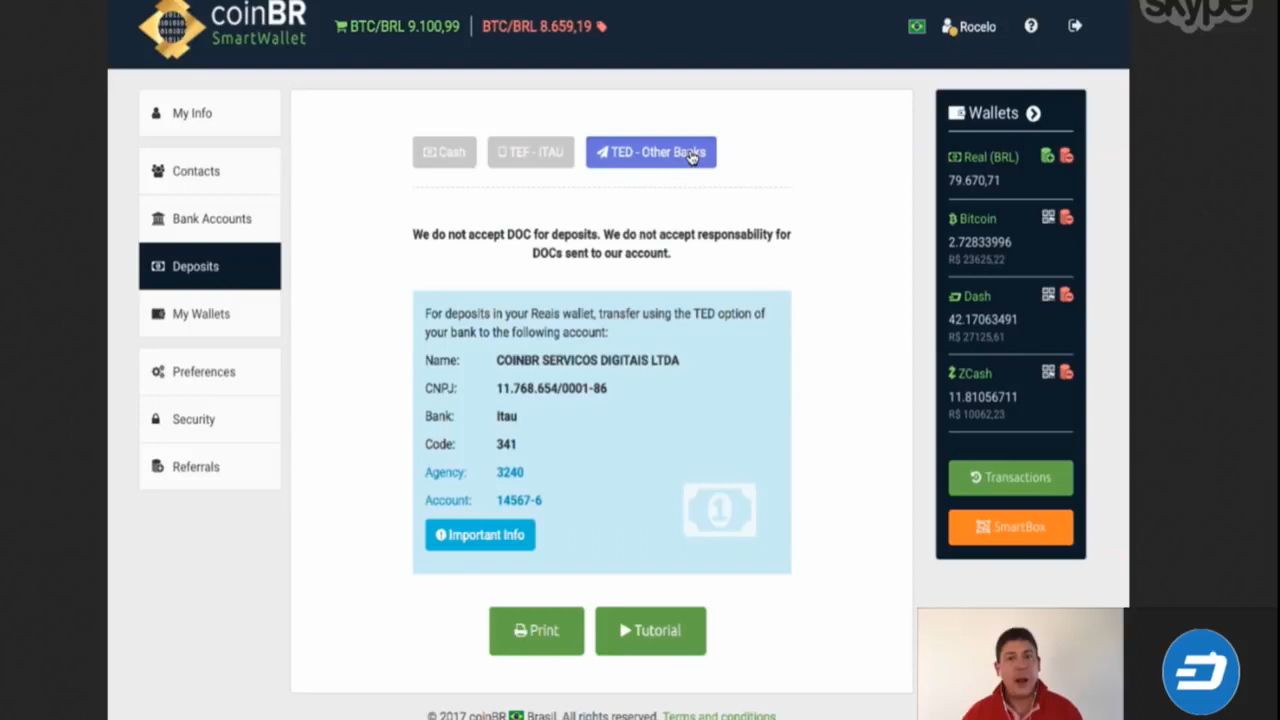 skype
coinBR
SmartWallet
BTC/BRL 9.100,99
BTC/BRL 8.659,19
Rocelo
My Info
Contacts
Bank Accounts
Deposits
My Wallets
Preferences
Security
Referrals
Cash
TEF - ITAU
TED - Other Banks
We do not accept DOC for deposits. We do not accept responsability for
DOCs sent to our account.
For deposits in your Reais wallet, transfer using the TED option of
your bank to the following account:
Name: COINBR SERVICOS DIGITAIS LTDA
CNPJ: 11.768.654/0001-86
Bank: Itau
Code: 341
Agency: 3240
Account: 14567-6
Important Info
1
Print
Tutorial
Wallets
Real (BRL)
79.670,71
Bitcoin
2.72833996
R$ 23625,22
Dash
42.17063491
R$ 27125,61
ZCash
11.81056711
R$ 10062,23
Transactions
SmartBox
© 2017 coinBR Brasil. All rights reserved. Terms and conditions